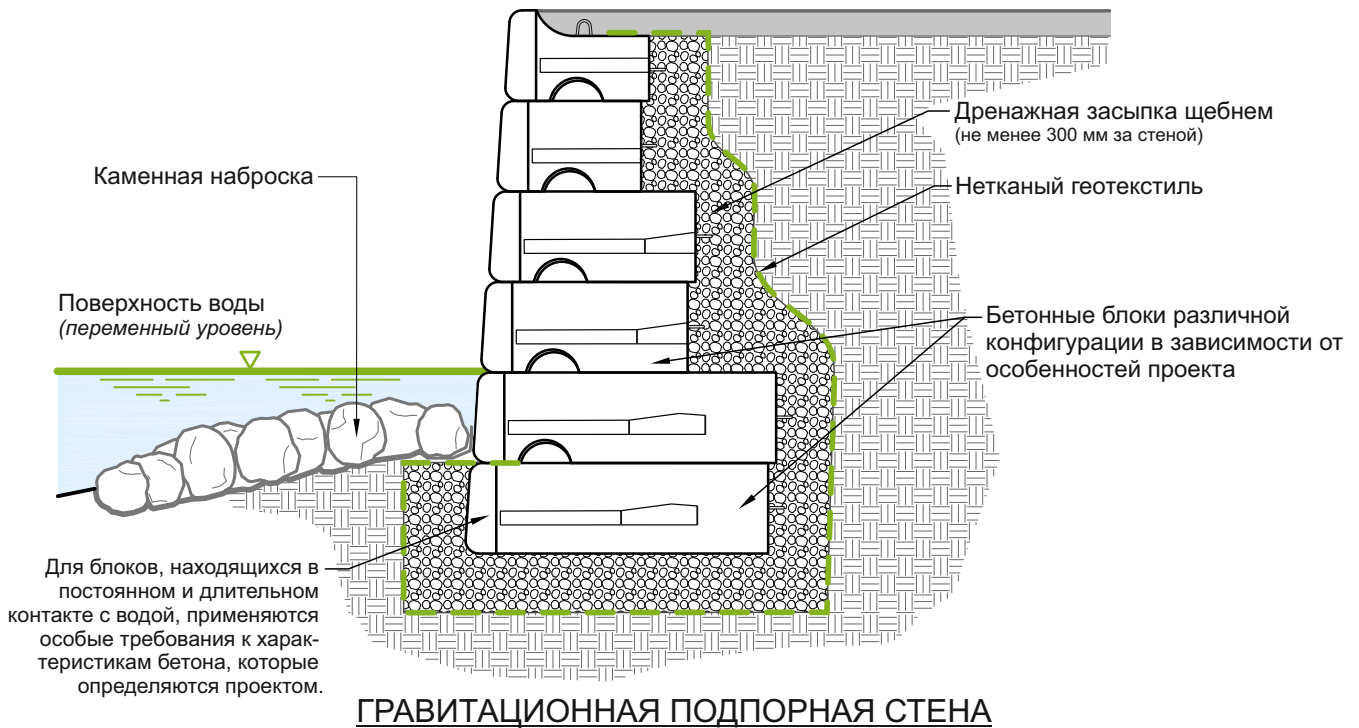 Дренажная засыпка щебнем
(не менее 300 мм за стеной)
Каменная наброска
Нетканый геотекстиль
Поверхность воды
(переменный уровень)
Бетонные блоки различной
конфигурации в зависимости от
особенностей проекта
Для блоков, находящихся в
постоянном и длительном
контакте с водой, применяются
особые требования к харак-
теристикам бетона, которые
определяются проектом.
ГРАВИТАЦИОННАЯ ПОДПОРНАЯ СТЕНА